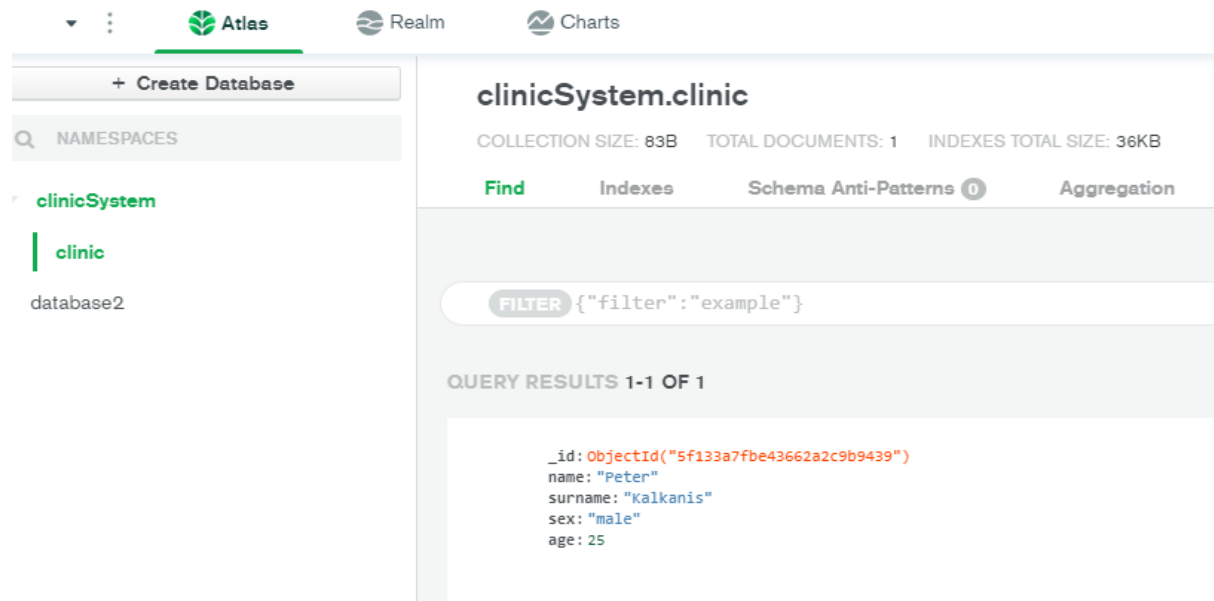 Atlas Realm Charts
+ Create Database
NAMESPACES
clinicSystem
clinic
database2
clinicSystem.clinic
COLLECTION SIZE: 83B TOTAL DOCUMENTS: 1 INDEXES TOTAL SIZE: 36KB
Find Indexes Schema Anti-Patterns 0 Aggregation
FILTER {"filter":"example"}
QUERY RESULTS 1-1 OF 1
_id: ObjectId("5f133a7fbe43662a2c9b9439")
name: "Peter"
surname: "Kalkanis"
sex: "male"
age: 25